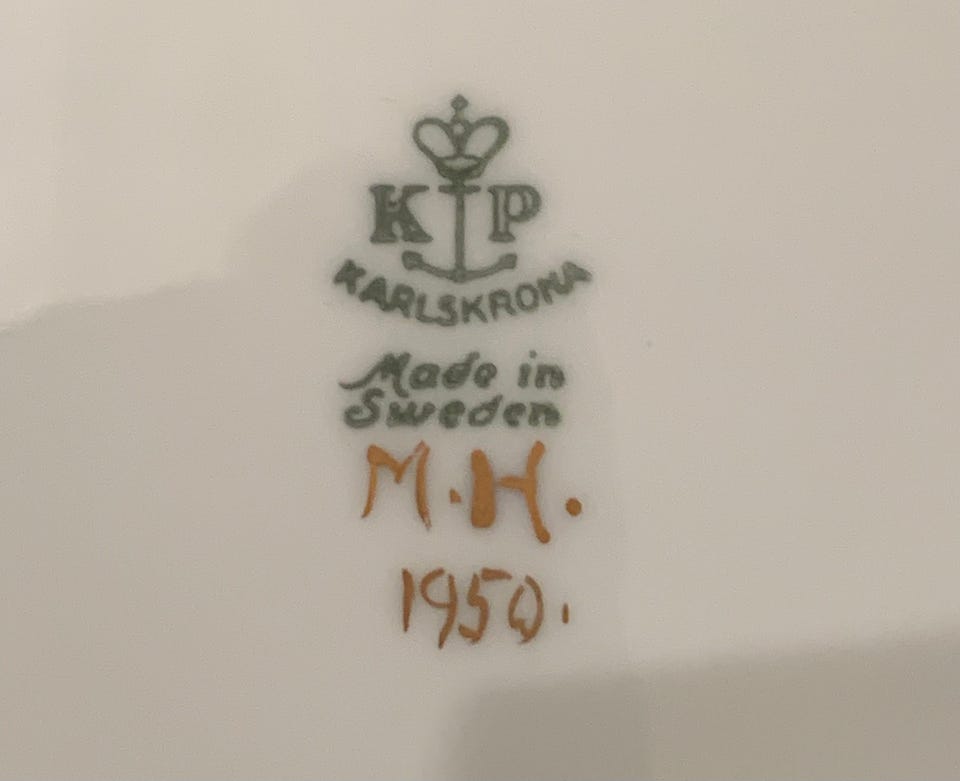 K P
KARLSKRONA
Made in
Sweden
M.H.
1950.